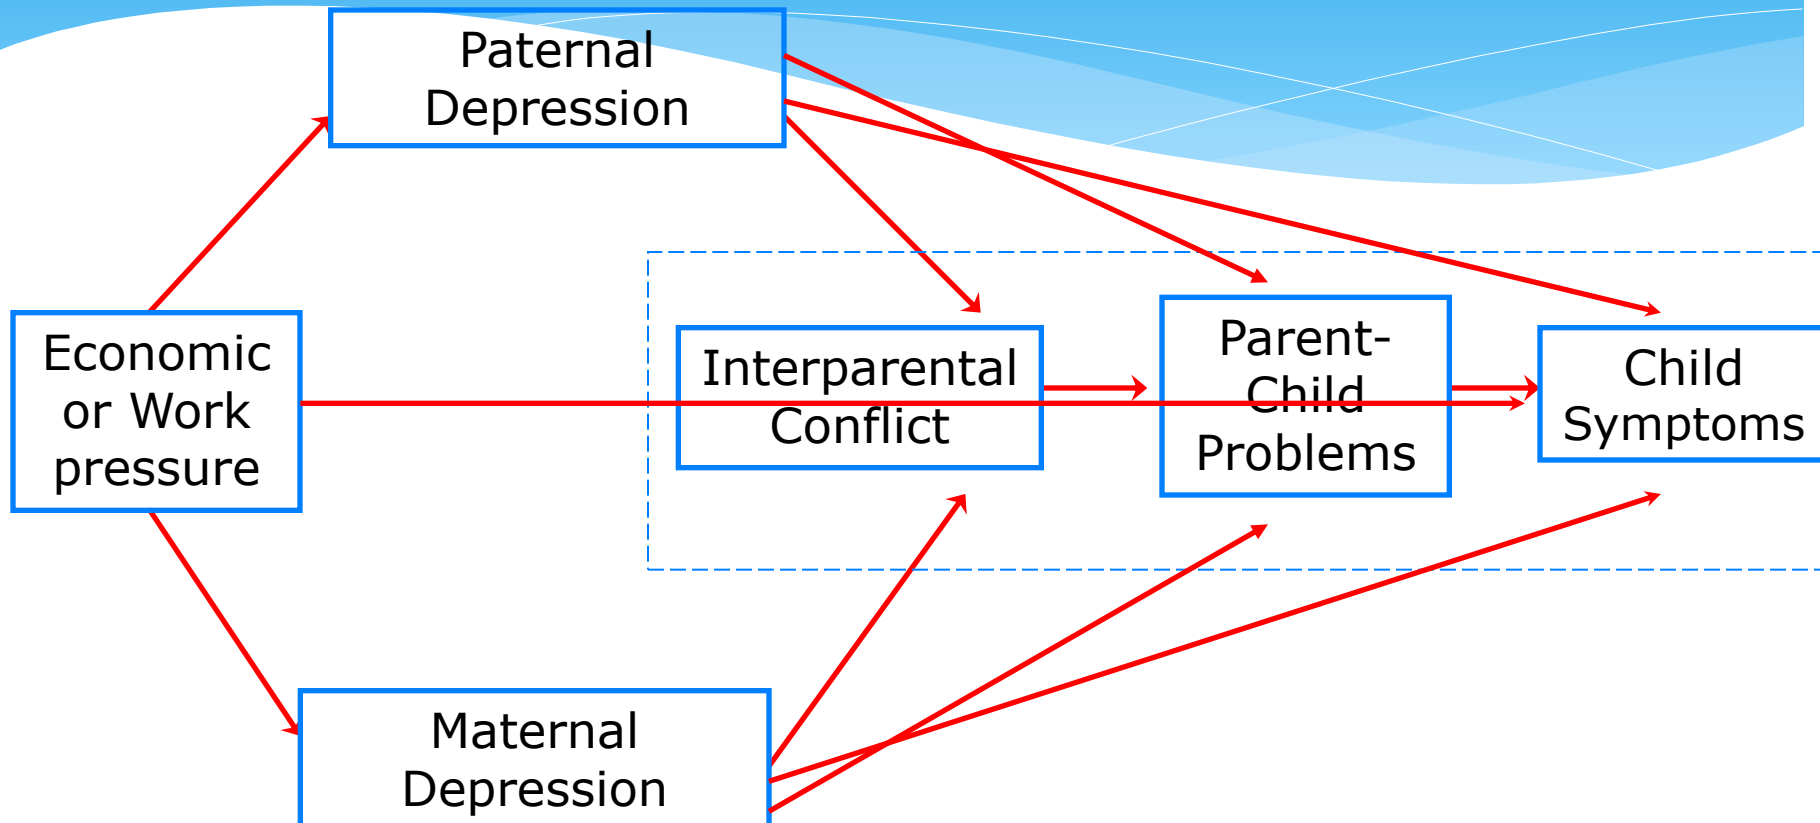 Paternal
Depression
Economic
or Work
pressure
Interparental
Conflict
Parent-
Child
Problems
Child
Symptoms
Maternal
Depression